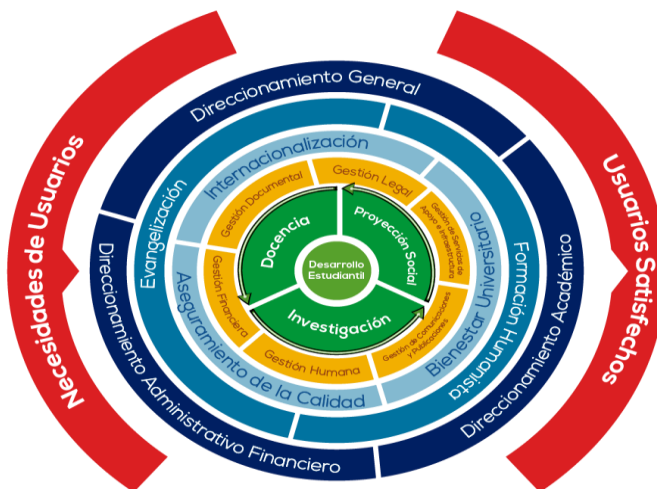 Necesidades de Usuarios
Usuarios Satisfechos
Direccionamiento General
Direccionamiento Académico
Direccionamiento Administrativo Financiero
Evangelización
Formación Humanista
Internacionalización
Bienestar Universitario
Aseguramiento de la Calidad
Gestión Documental
Gestión Legal
Gestión de Servicios de
Apoyo e Infraestructura
Gestión de Comunicaciones
y Publicaciones
Gestión Humana
Gestión Financiera
Docencia
Proyección Social
Investigación
Desarrollo
Estudiantil